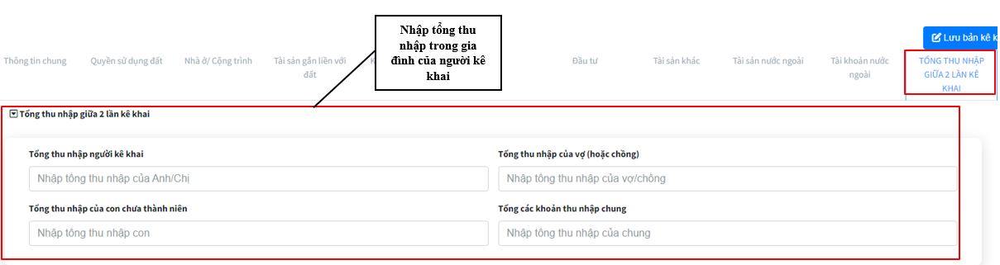 Nhập tổng thu
nhập trong gia
đình của người kê
khai
Lưu bản kê k
Thông tin chung
Quyền sử dụng đất
Nhà ở/ Công trình
Tài sản gắn liền với
đất
K
Đầu tư
Tài sản khác
Tài sản nước ngoài
Tài khoản nước
ngoài
TỔNG THU NHẬP
GIỮA 2 LẦN KÊ
KHAI
Tổng thu nhập giữa 2 lần kê khai
Tổng thu nhập người kê khai
Tổng thu nhập của vợ (hoặc chồng)
Nhập tổng thu nhập của Anh/Chị
Nhập tổng thu nhập của vợ/chồng
Tổng thu nhập của con chưa thành niên
Tổng các khoản thu nhập chung
Nhập tổng thu nhập con
Nhập tổng thu nhập của chung